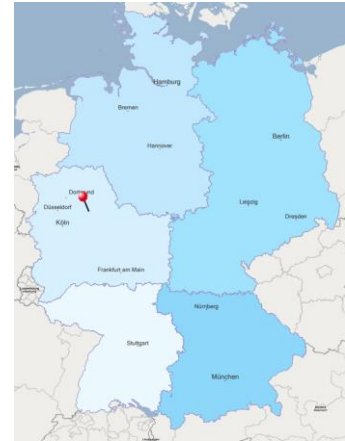 Hamburg
Bremen
Berlin
Hannover
Dortmund
Leipzig
Düsseldorf
Dresden
Köln
Frankfurt am Main
Nürnberg
Stuttgart
München